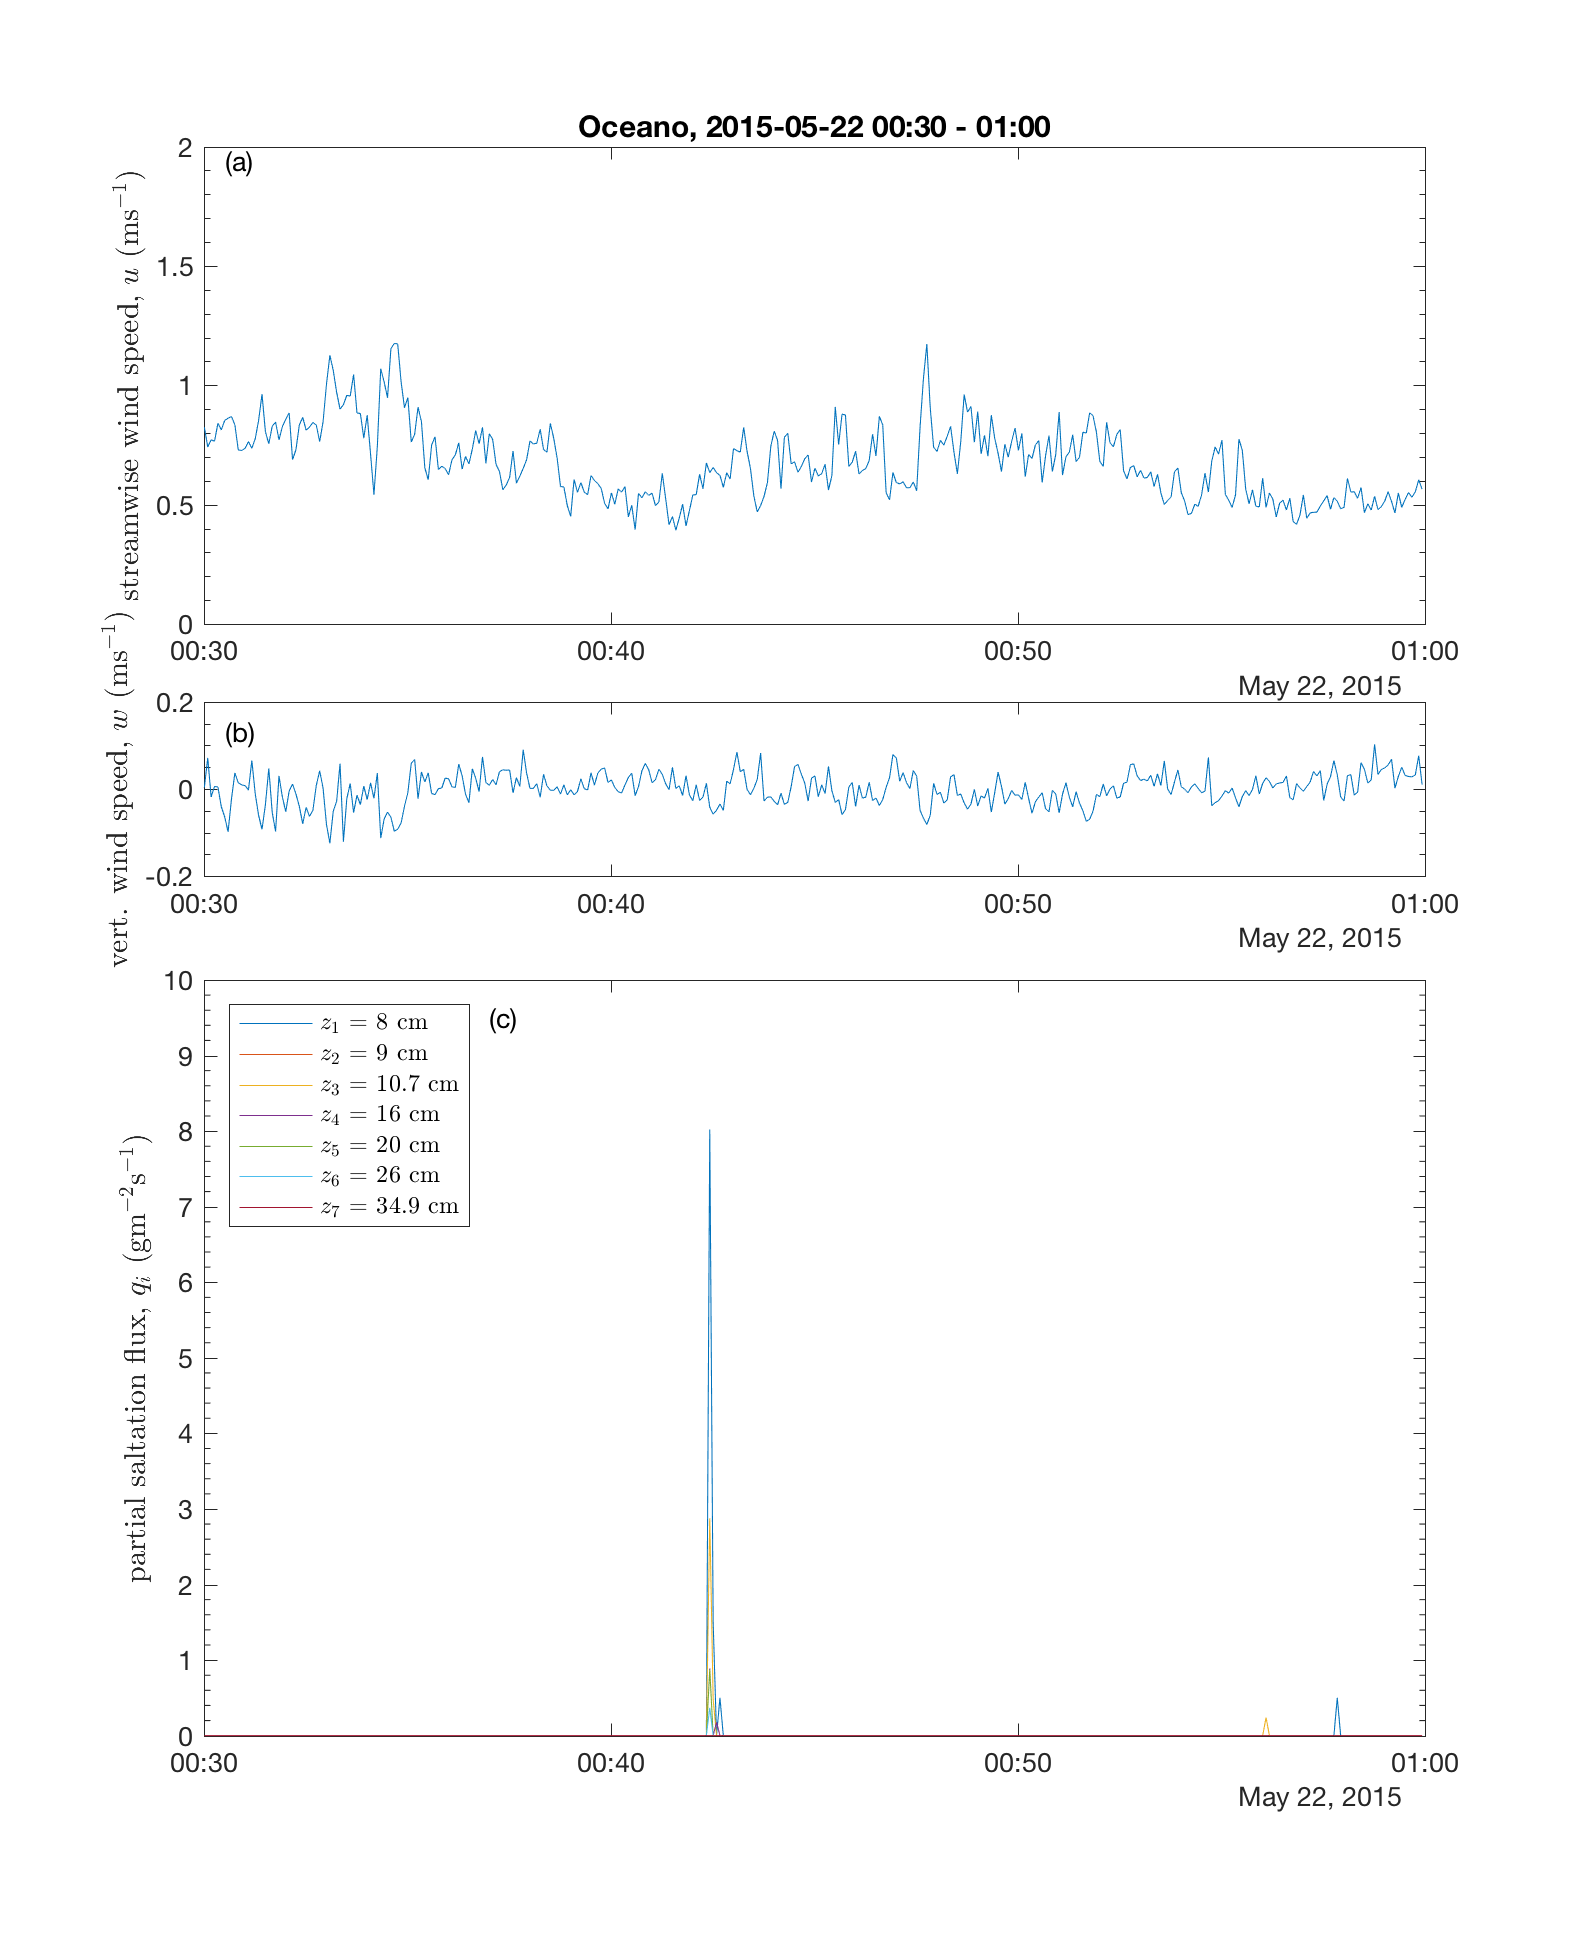 Oceano, 2015-05-22 00:30 - 01:00
(a)
streamwise wind speed, u (ms⁻¹)
2
1.5
1
0.5
0
00:30 00:40 00:50 01:00
May 22, 2015
(b)
vert. wind speed, w (ms⁻¹)
0.2
0
-0.2
00:30 00:40 00:50 01:00
May 22, 2015
(c)
partial saltation flux, qᵢ (gm⁻²s⁻¹)
10
9
8
7
6
5
4
3
2
1
0
z₁ = 8 cm
z₂ = 9 cm
z₃ = 10.7 cm
z₄ = 16 cm
z₅ = 20 cm
z₆ = 26 cm
z₇ = 34.9 cm
00:30 00:40 00:50 01:00
May 22, 2015